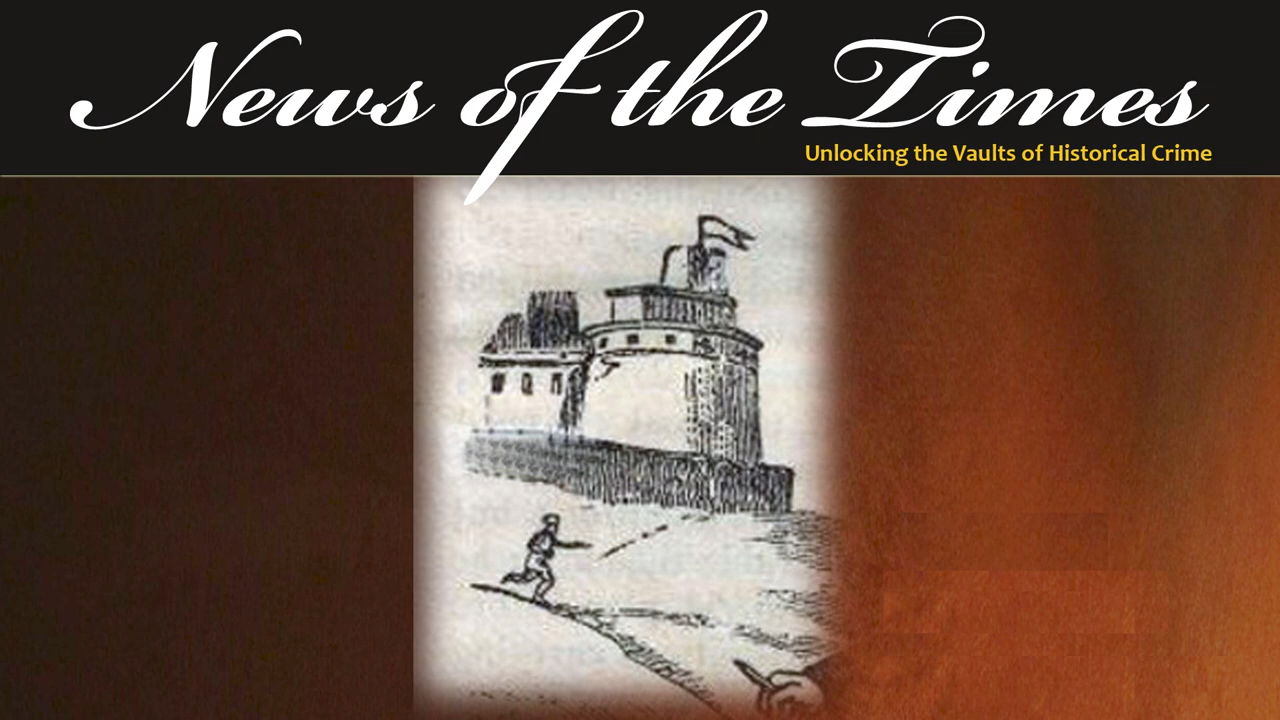 News of the Times
Unlocking the Vaults of Historical Crime